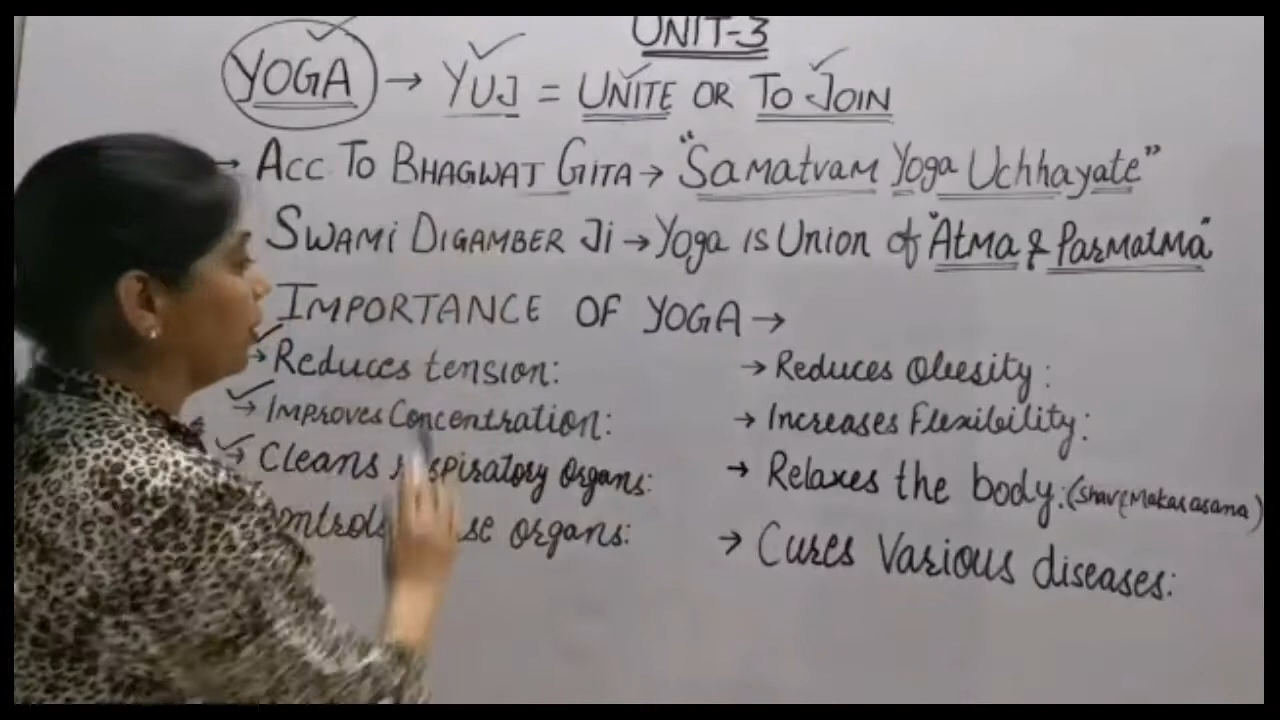 UNIT-3
YOGA → YUJ = UNITE OR TO JOIN
→ ACC TO BHAGWAT GITA → "Samatvam Yoga Uchhayate"
SWAMI DIGAMBER Ji → Yoga is Union of "Atma & Parmatma"
IMPORTANCE OF YOGA →
→ Reduces tension:
→ Improves Concentration:
→ Cleans organs:
organs:
→ Reduces Obesity:
→ Increases Flexibility:
→ Relaxes the body: (Shav & Makarasana)
→ Cures Various diseases: